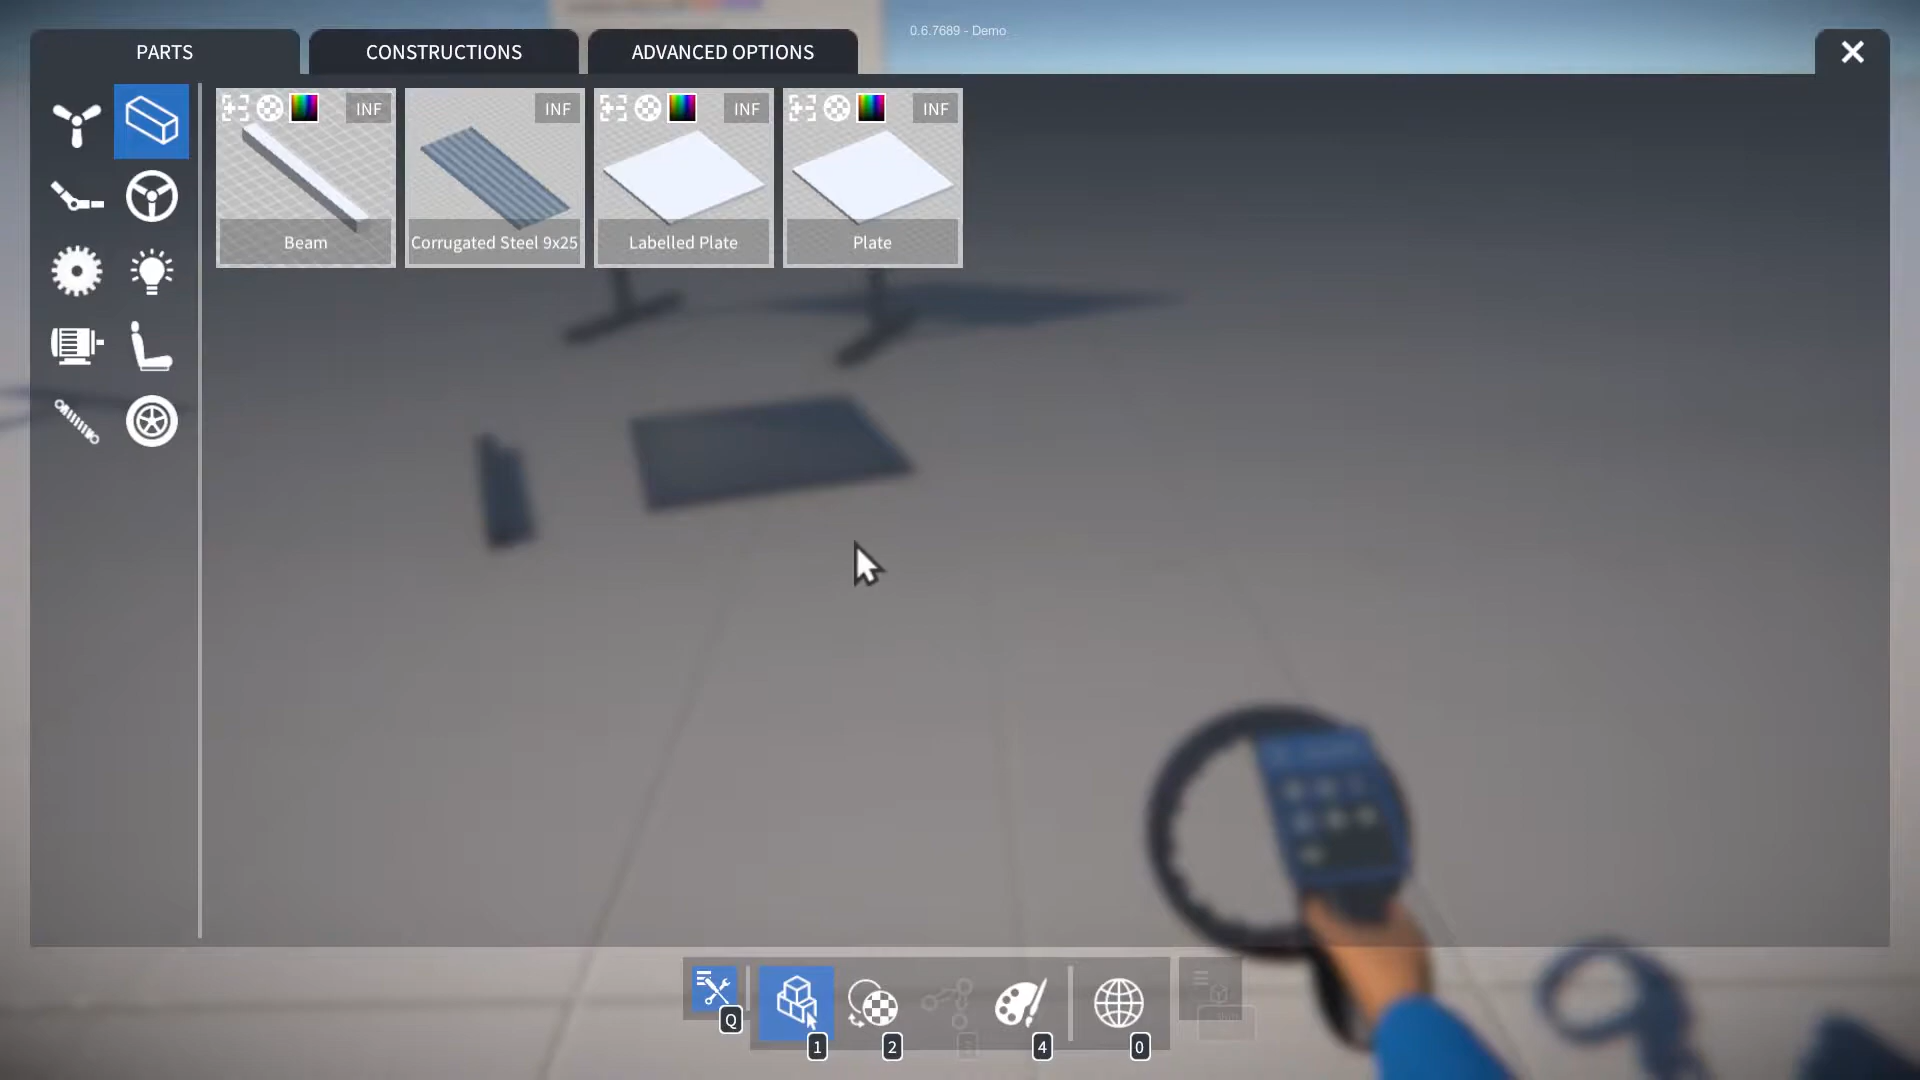 0.6.7689 - Demo
PARTS
CONSTRUCTIONS
ADVANCED OPTIONS
INF
INF
INF
INF
Beam
Corrugated Steel 9x25
Labelled Plate
Plate
Q
1
2
4
0